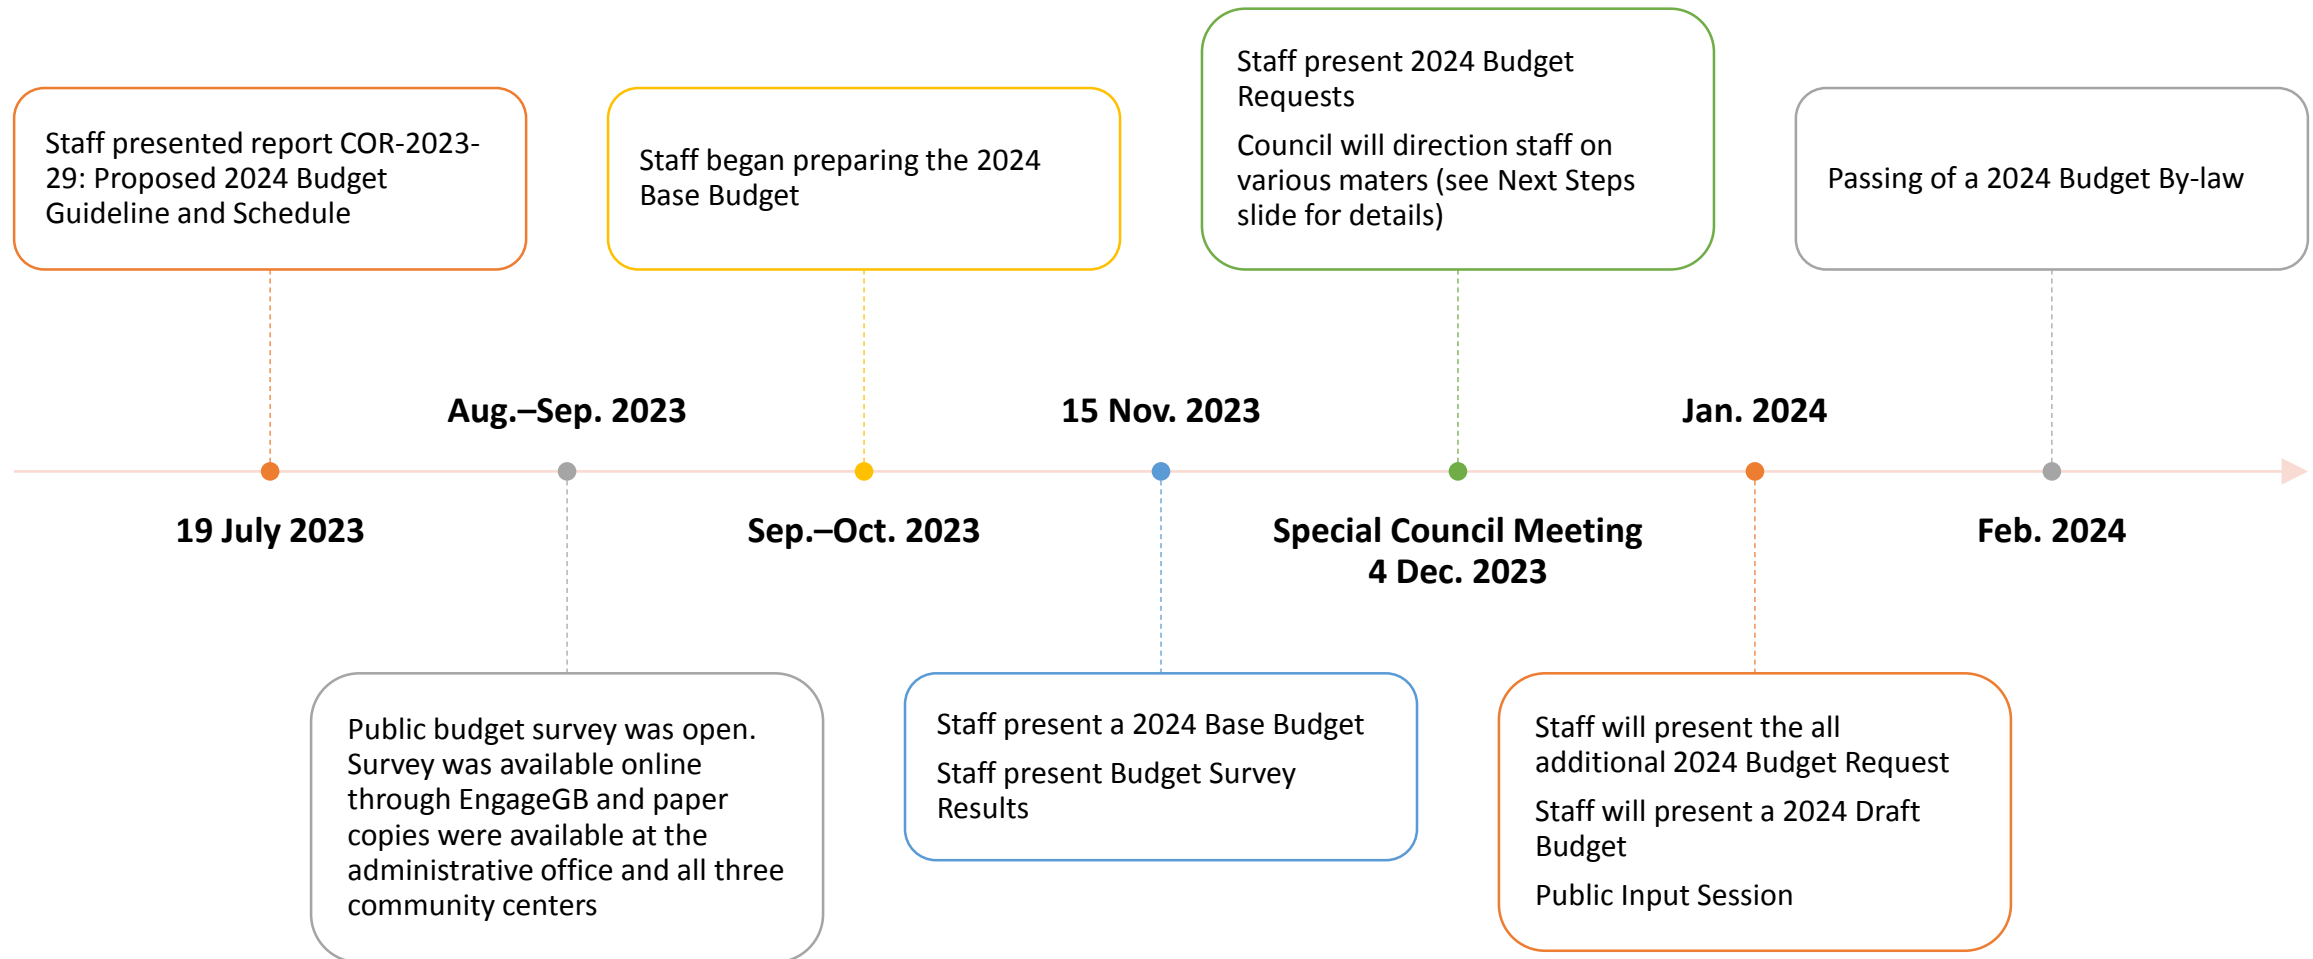 Staff presented report COR-2023-
29: Proposed 2024 Budget
Guideline and Schedule
19 July 2023
Aug.–Sep. 2023
Public budget survey was open.
Survey was available online
through EngageGB and paper
copies were available at the
administrative office and all three
community centers
Staff began preparing the 2024
Base Budget
Sep.–Oct. 2023
15 Nov. 2023
Staff present a 2024 Base Budget
Staff present Budget Survey
Results
Staff present 2024 Budget
Requests
Council will direction staff on
various maters (see Next Steps
slide for details)
Special Council Meeting
4 Dec. 2023
Jan. 2024
Staff will present the all
additional 2024 Budget Request
Staff will present a 2024 Draft
Budget
Public Input Session
Passing of a 2024 Budget By-law
Feb. 2024